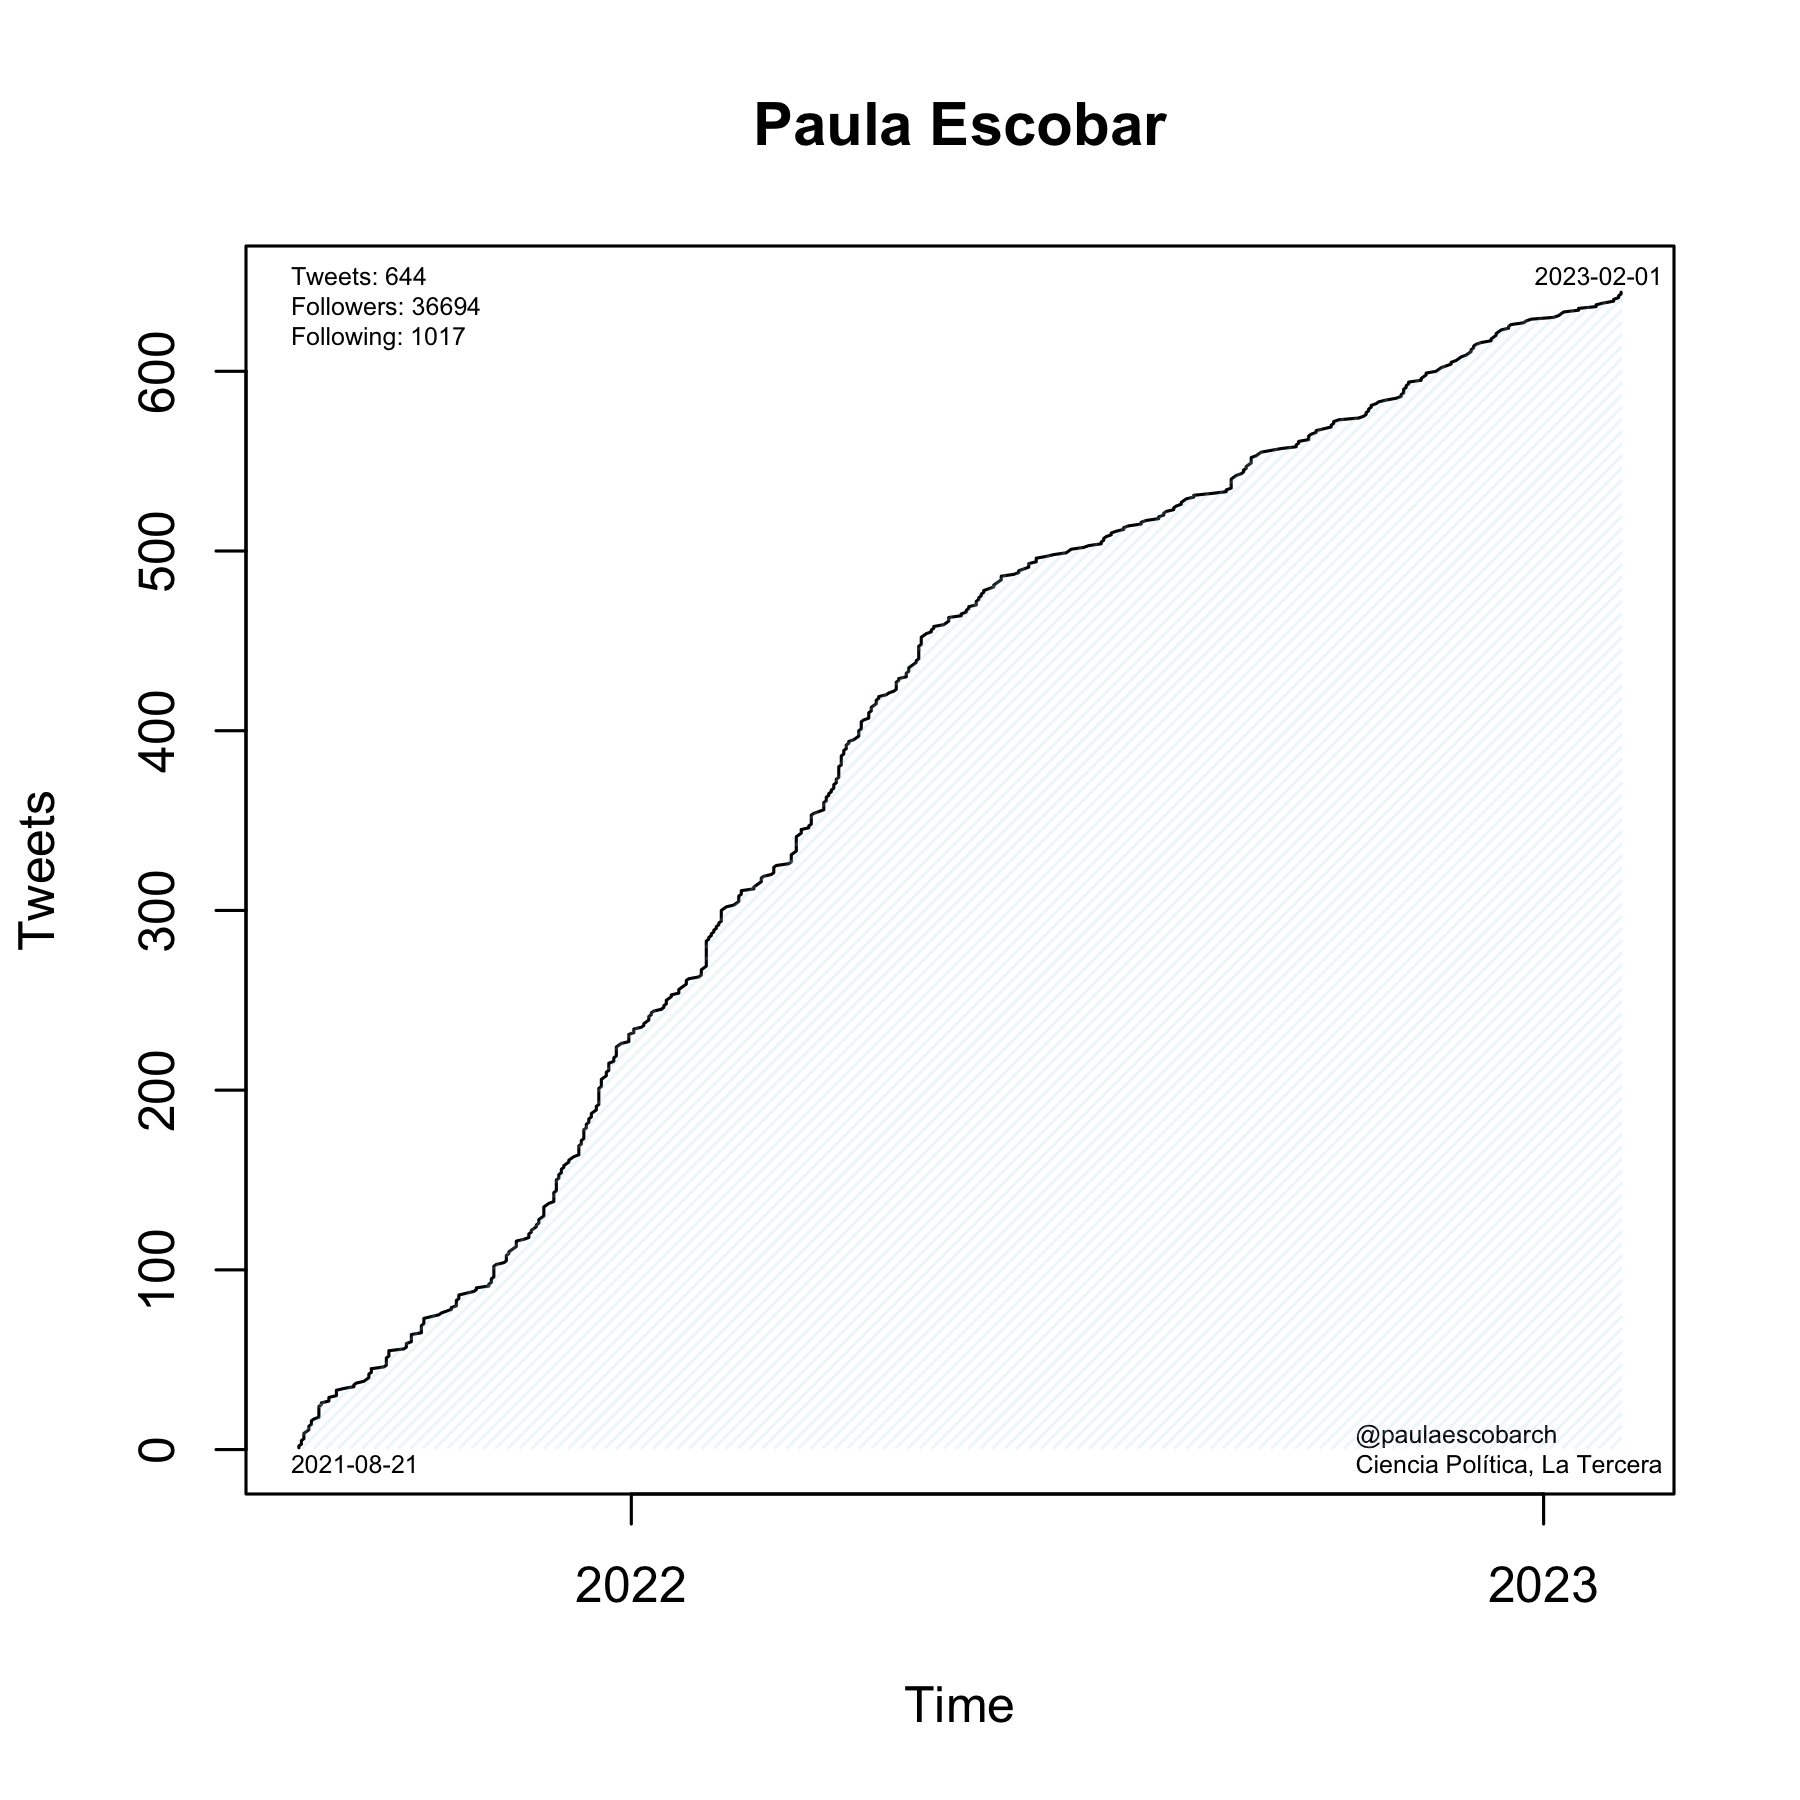 Paula Escobar
Tweets: 644
Followers: 36694
Following: 1017
2023-02-01
600
500
400
300
200
100
0
Tweets
2021-08-21
@paulaescobarch
Ciencia Política, La Tercera
2022
2023
Time